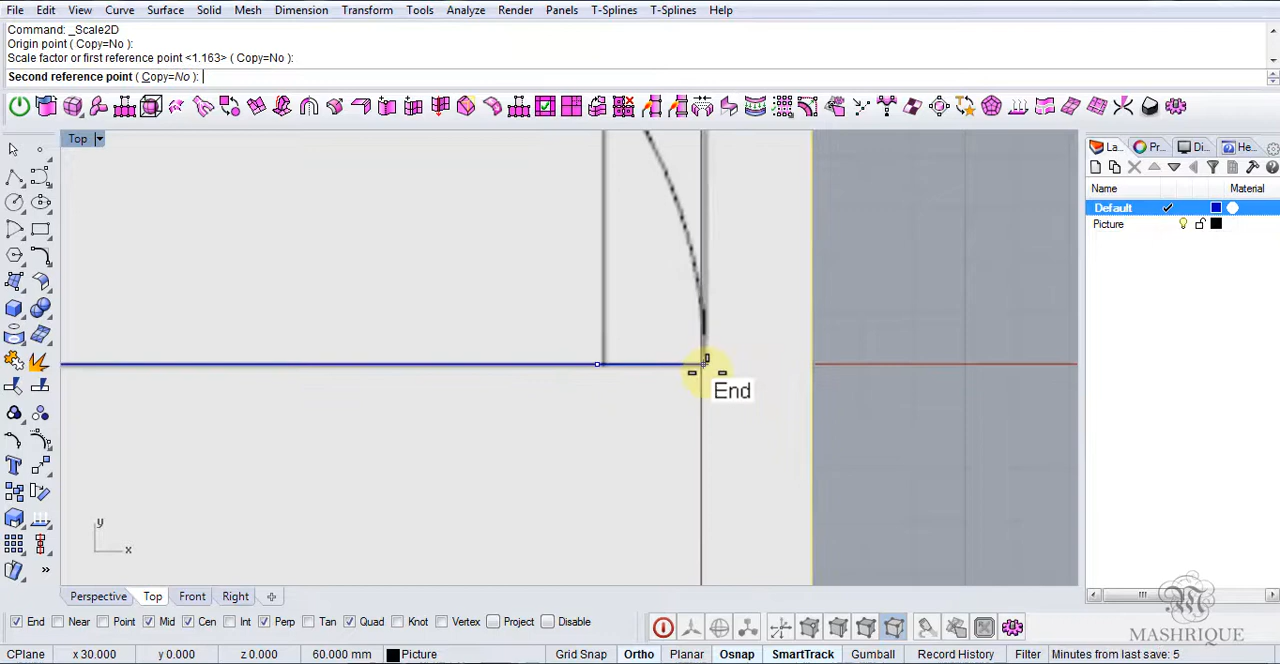 File Edit View Curve Surface Solid Mesh Dimension Transform Tools Analyze Render Panels T-Splines T-Splines Help
Command: _Scale2D
Origin point ( Copy=No ):
Scale factor or first reference point <1.163> ( Copy=No ):
Second reference point ( Copy=No ):
Top
La... Pr... Di... He...
Name Material
Default
Picture
End
y
x
Perspective Top Front Right
End Near Point Mid Cen Int Perp Tan Quad Knot Vertex Project Disable
MASHRIQUE
CPlane x 30.000 y 0.000 z 0.000 60.000 mm Picture Grid Snap Ortho Planar Osnap SmartTrack Gumball Record History Filter Minutes from last save: 5